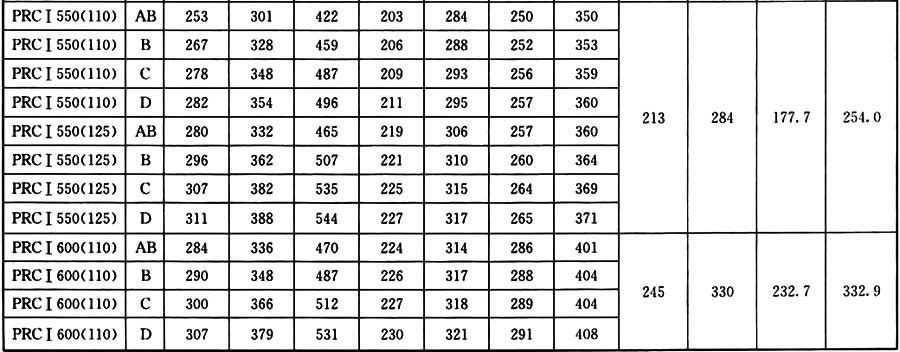 PRC Ⅰ 550(110) AB 253 301 422 203 284 250 350
PRC Ⅰ 550(110) B 267 328 459 206 288 252 353
PRC Ⅰ 550(110) C 278 348 487 209 293 256 359
PRC Ⅰ 550(110) D 282 354 496 211 295 257 360
213 284 177.7 254.0
PRC Ⅰ 550(125) AB 280 332 465 219 306 257 360
PRC Ⅰ 550(125) B 296 362 507 221 310 260 364
PRC Ⅰ 550(125) C 307 382 535 225 315 264 369
PRC Ⅰ 550(125) D 311 388 544 227 317 265 371
PRC Ⅰ 600(110) AB 284 336 470 224 314 286 401
PRC Ⅰ 600(110) B 290 348 487 226 317 288 404
245 330 232.7 332.9
PRC Ⅰ 600(110) C 300 366 512 227 318 289 404
PRC Ⅰ 600(110) D 307 379 531 230 321 291 408